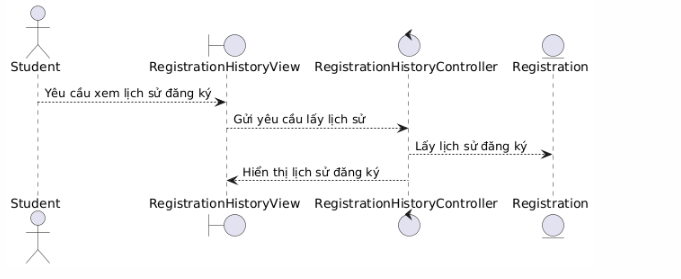 Student RegistrationHistoryView RegistrationHistoryController Registration
Yêu cầu xem lịch sử đăng ký
Gửi yêu cầu lấy lịch sử
Lấy lịch sử đăng ký
Hiển thị lịch sử đăng ký
Student RegistrationHistoryView RegistrationHistoryController Registration